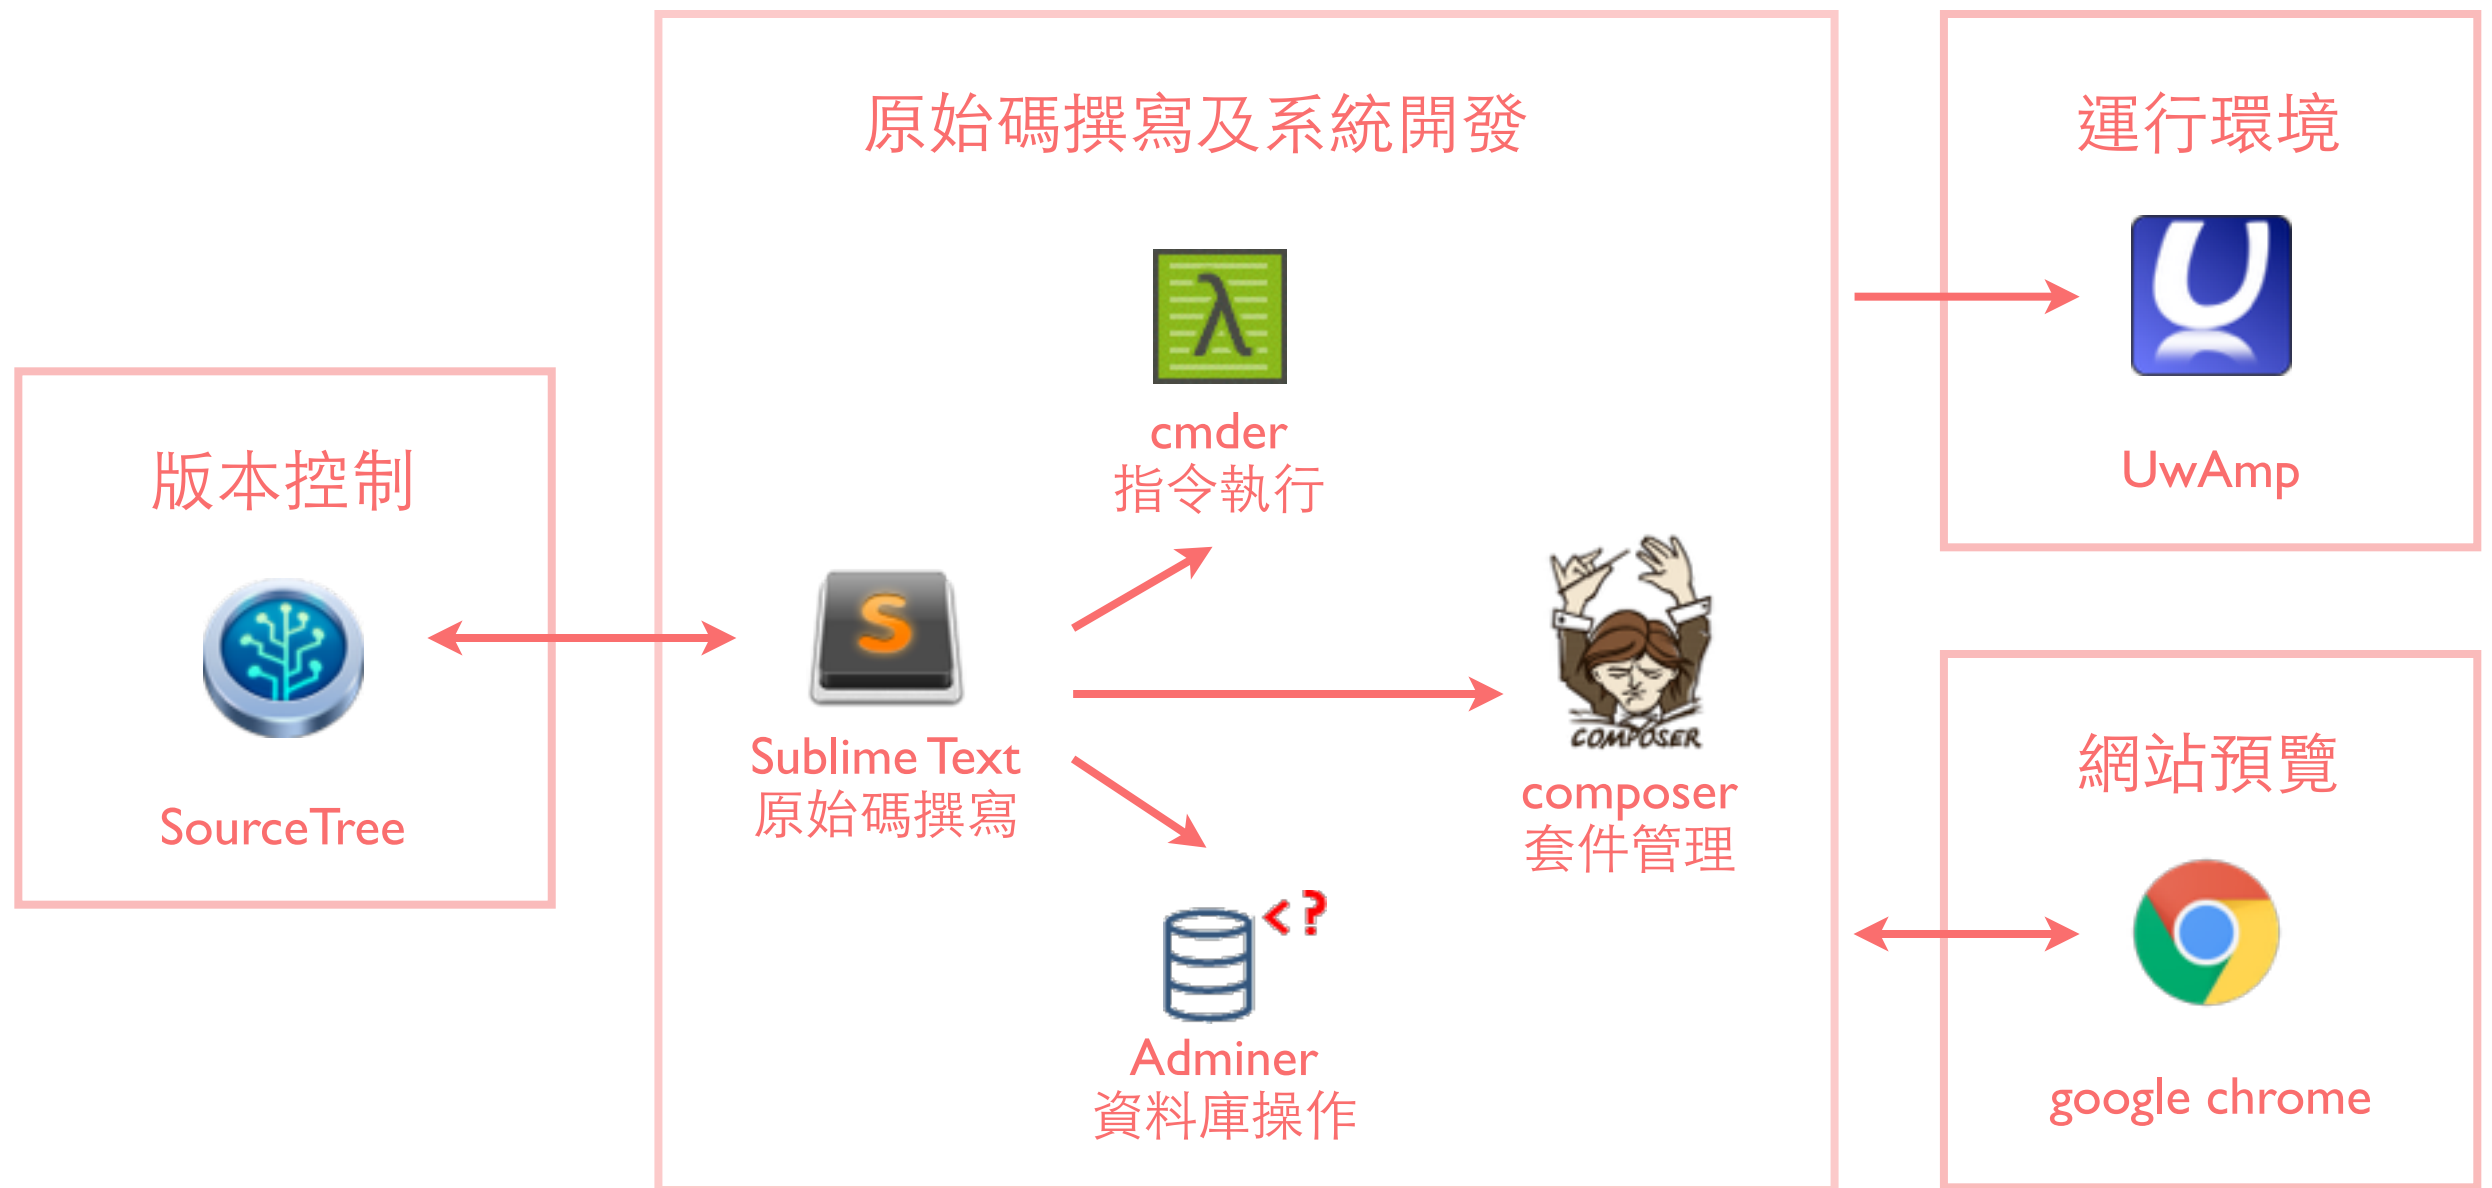 版本控制
SourceTree
原始碼撰寫及系統開發
cmder
指令執行
Sublime Text
原始碼撰寫
COMPOSER
composer
套件管理
<?
Adminer
資料庫操作
運行環境
UwAmp
網站預覽
google chrome